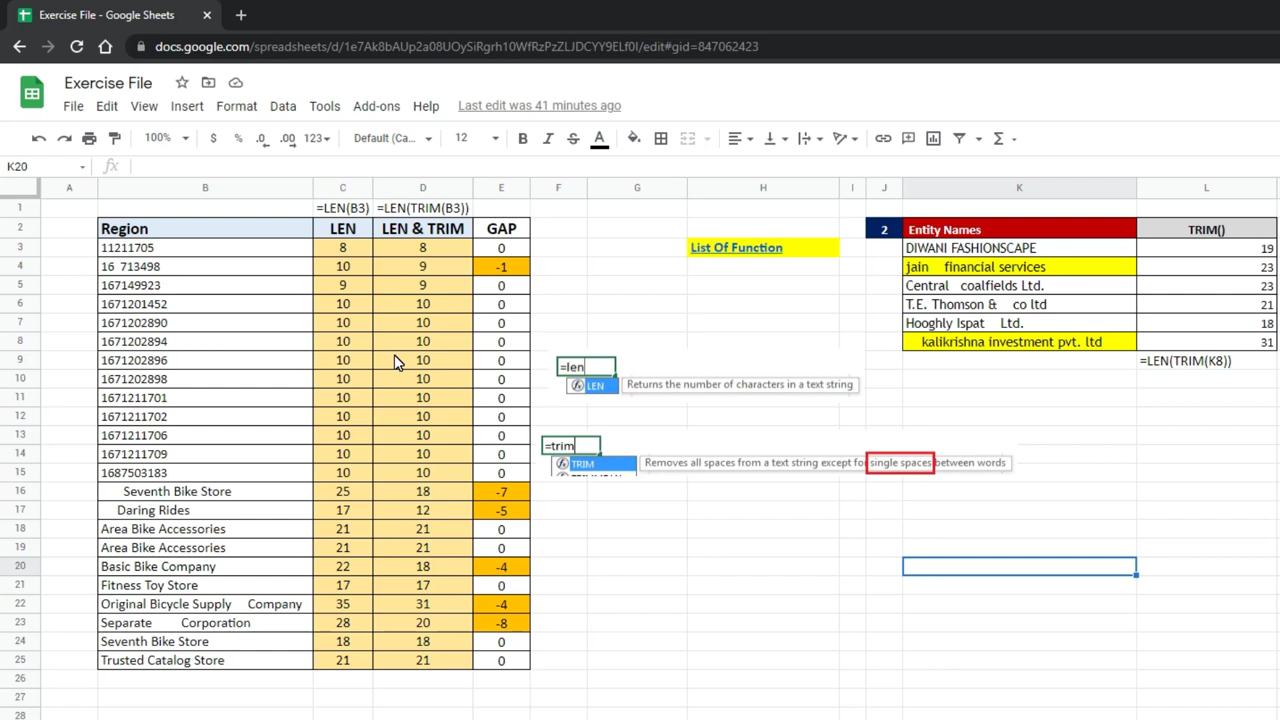 Exercise File - Google Sheets
docs.google.com/spreadsheets/d/1e7Ak8bAUp2a08UOySiRgrh10WfRzPzZLJDCYY9ELf0I/edit#gid=847062423
Exercise File
File Edit View Insert Format Data Tools Add-ons Help Last edit was 41 minutes ago
100% $ % .0 .00 123 Default (Ca... 12 B I S A
K20 fx
A B C D E F G H I J K L
1 =LEN(B3) =LEN(TRIM(B3))
2 Region LEN LEN & TRIM GAP 2 Entity Names TRIM()
3 11211705 8 8 0 List Of Function DIWANI FASHIONSCAPE 19
4 16 713498 10 9 -1 jain financial services 23
5 167149923 9 9 0 Central coalfields Ltd. 23
6 1671201452 10 10 0 T.E. Thomson & co ltd 21
7 1671202890 10 10 0 Hooghly Ispat Ltd. 18
8 1671202894 10 10 0 kalikrishna investment pvt. ltd 31
9 1671202896 10 10 0 =len =LEN(TRIM(K8))
10 1671202898 10 10 0 LEN Returns the number of characters in a text string
11 1671211701 10 10 0
12 1671211702 10 10 0
13 1671211706 10 10 0 =trim
14 1671211709 10 10 0 TRIM Removes all spaces from a text string except for single spaces between words
15 1687503183 10 10 0
16 Seventh Bike Store 25 18 -7
17 Daring Rides 17 12 -5
18 Area Bike Accessories 21 21 0
19 Area Bike Accessories 21 21 0
20 Basic Bike Company 22 18 -4
21 Fitness Toy Store 17 17 0
22 Original Bicycle Supply Company 35 31 -4
23 Separate Corporation 28 20 -8
24 Seventh Bike Store 18 18 0
25 Trusted Catalog Store 21 21 0
26
27
28